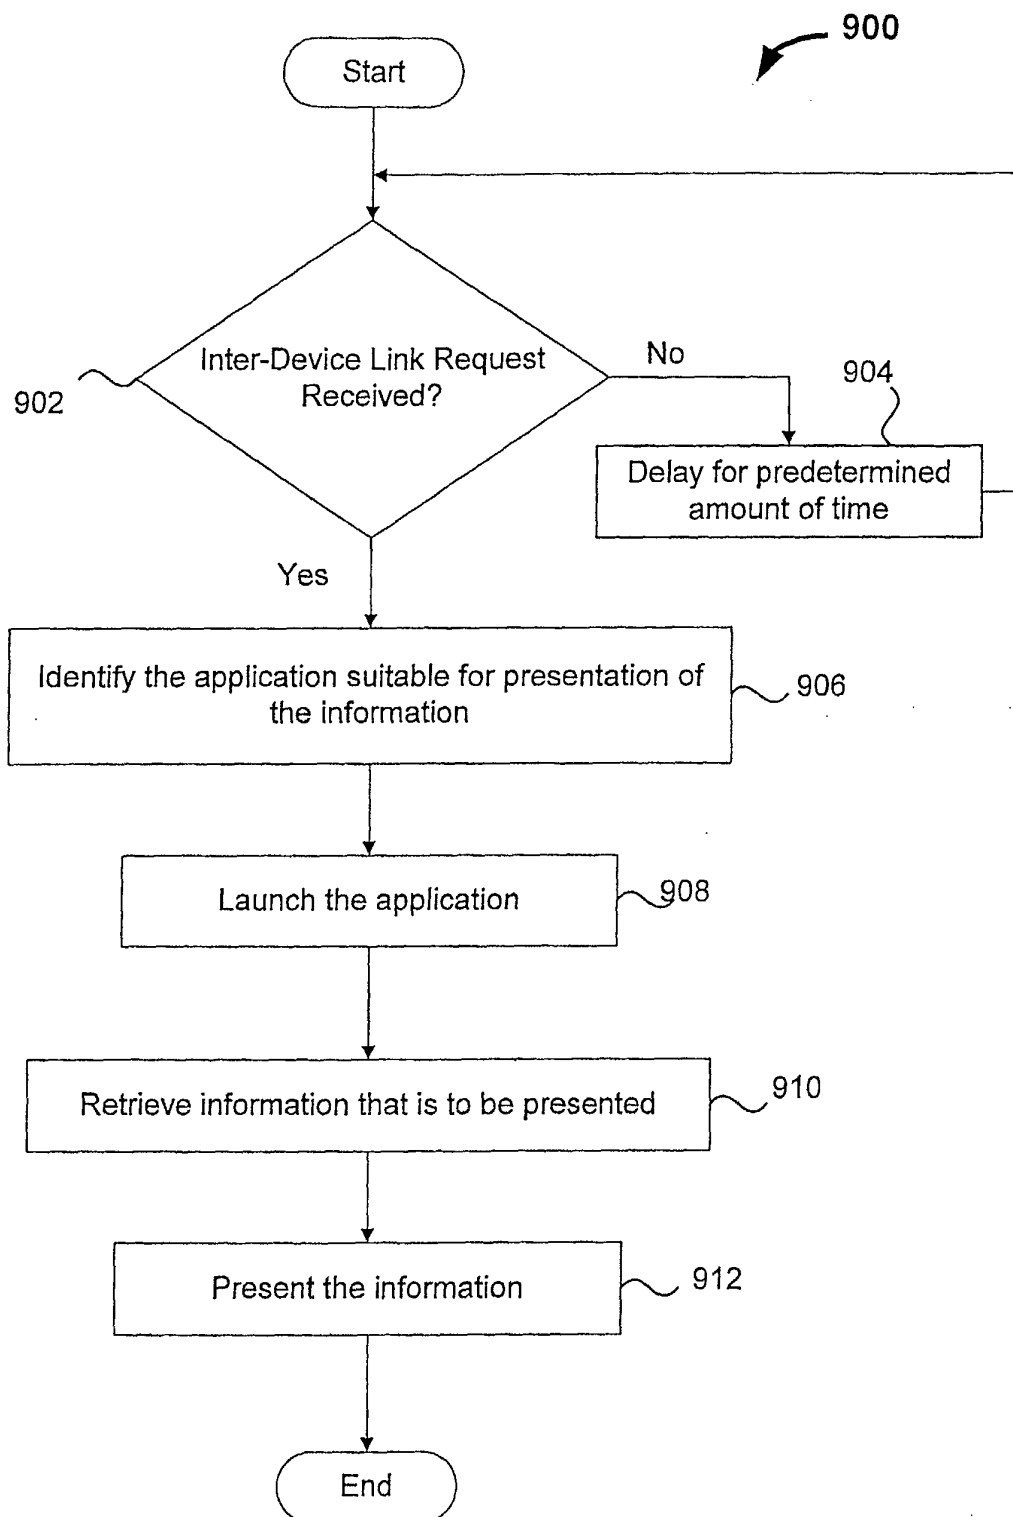 900
Start
Inter-Device Link Request
Received?
No
902
904
Delay for predetermined
amount of time
Yes
Identify the application suitable for presentation of
the information
906
Launch the application
908
Retrieve information that is to be presented
910
Present the information
912
End